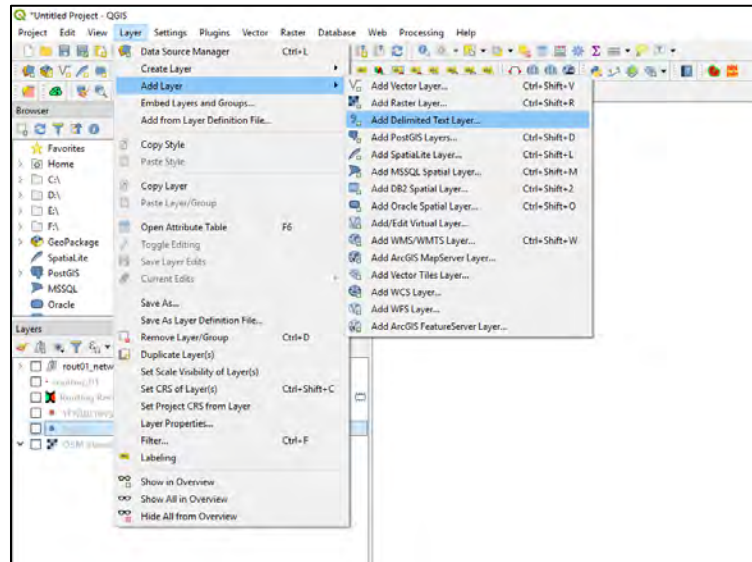 *Untitled Project - QGIS
Project Edit View Layer Settings Plugins Vector Raster Database Web Processing Help
Data Source Manager Ctrl+L
Create Layer
Add Layer
Embed Layers and Groups...
Add from Layer Definition File...
Copy Style
Paste Style
Copy Layer
Paste Layer/Group
Open Attribute Table F6
Toggle Editing
Save Layer Edits
Current Edits
Save As...
Save As Layer Definition File...
Remove Layer/Group Ctrl+D
Duplicate Layer(s)
Set Scale Visibility of Layer(s)
Set CRS of Layer(s) Ctrl+Shift+C
Set Project CRS from Layer
Layer Properties...
Filter... Ctrl+F
Labeling
Show in Overview
Show All in Overview
Hide All from Overview
Add Vector Layer... Ctrl+Shift+V
Add Raster Layer... Ctrl+Shift+R
Add Delimited Text Layer...
Add PostGIS Layers... Ctrl+Shift+D
Add SpatiaLite Layer... Ctrl+Shift+L
Add MSSQL Spatial Layer... Ctrl+Shift+M
Add DB2 Spatial Layer... Ctrl+Shift+2
Add Oracle Spatial Layer... Ctrl+Shift+O
Add/Edit Virtual Layer...
Add WMS/WMTS Layer... Ctrl+Shift+W
Add ArcGIS MapServer Layer...
Add Vector Tiles Layer...
Add WCS Layer...
Add WFS Layer...
Add ArcGIS FeatureServer Layer...
Browser
Favorites
Home
C:\
D:\
E:\
F:\
GeoPackage
SpatiaLite
PostGIS
MSSQL
Oracle
Layers
rout01_netw
Routing
OSM